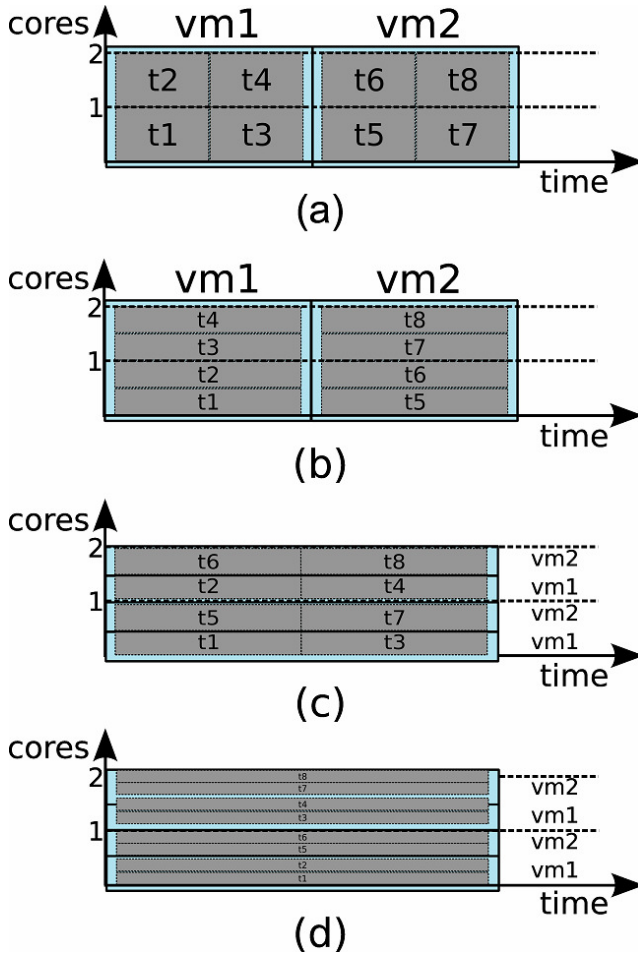 cores vm1 vm2
2
t2 t4 t6 t8
1
t1 t3 t5 t7
time
(a)
cores vm1 vm2
2
t4 t8
t3 t7
1
t2 t6
t1 t5
time
(b)
cores
2
t6 t8 vm2
t2 t4 vm1
1
t5 t7 vm2
t1 t3 vm1
time
(c)
cores
2
t8
t7 vm2
t4
t3 vm1
1
t6 vm2
t5
t2 vm1
t1
time
(d)